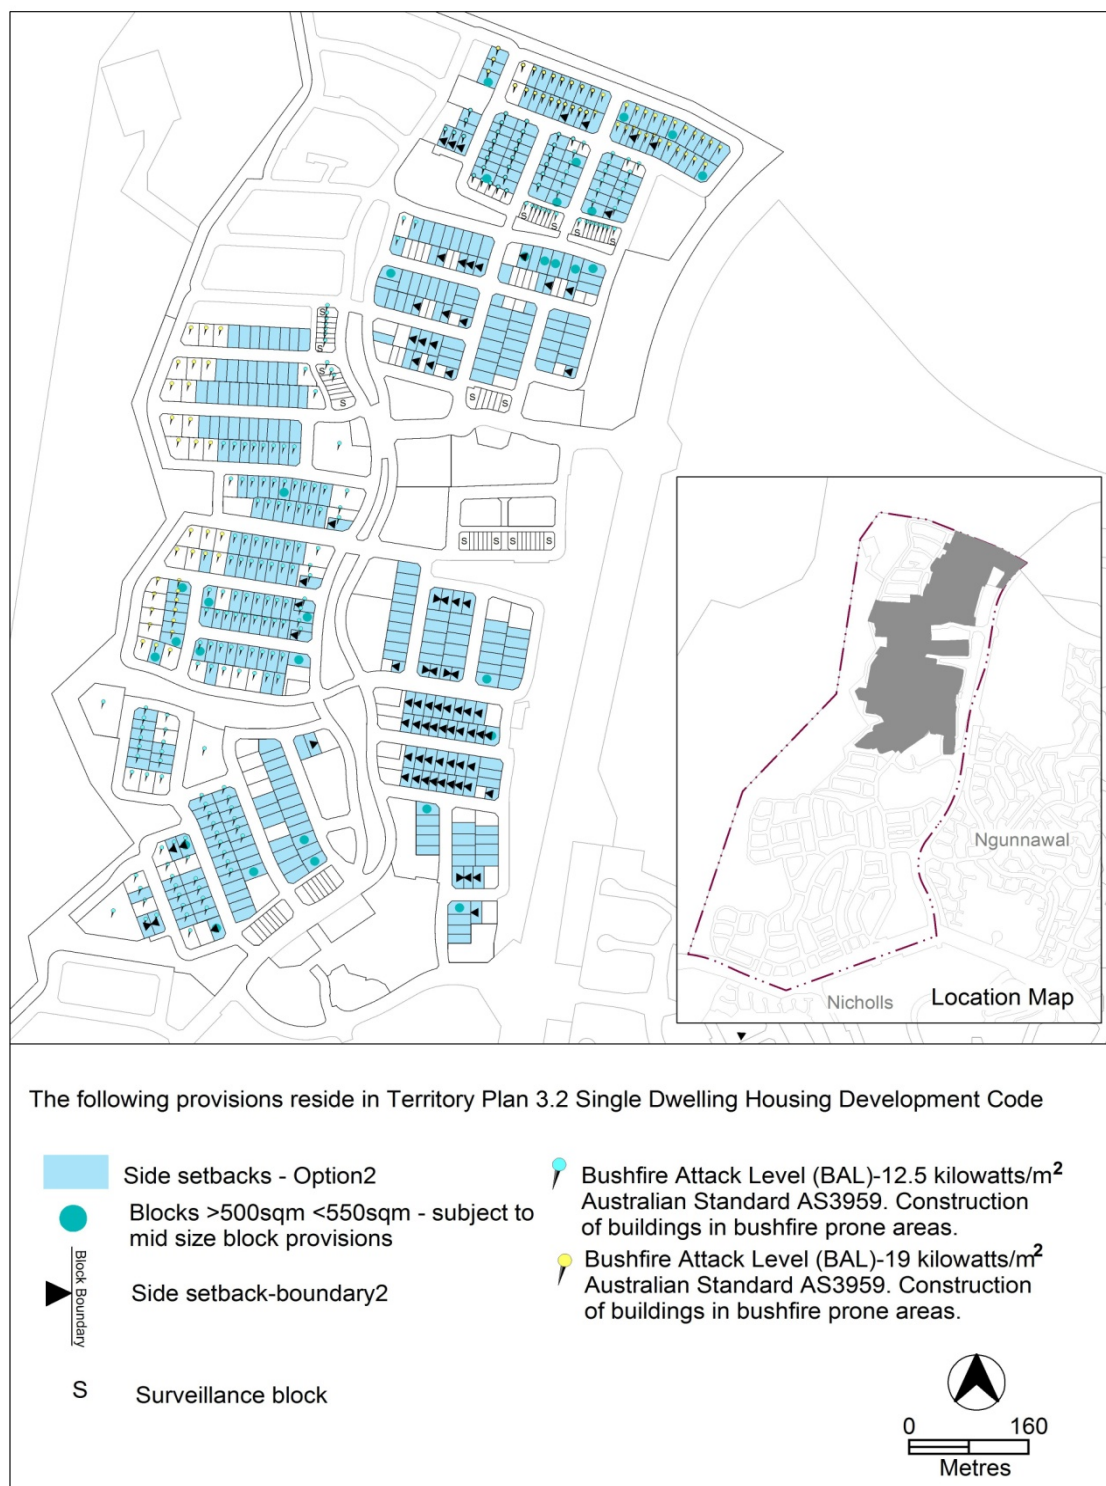 S
S
S
S
S
S
S
S
S
S
S
S
S
S
Ngunnawal
Nicholls
Location Map
The following provisions reside in Territory Plan 3.2 Single Dwelling Housing Development Code
Side setbacks - Option2
Blocks >500sqm <550sqm - subject to
mid size block provisions
Block Boundary
Side setback-boundary2
S
Surveillance block
Bushfire Attack Level (BAL)-12.5 kilowatts/m²
Australian Standard AS3959. Construction
of buildings in bushfire prone areas.
Bushfire Attack Level (BAL)-19 kilowatts/m²
Australian Standard AS3959. Construction
of buildings in bushfire prone areas.
0 160
Metres